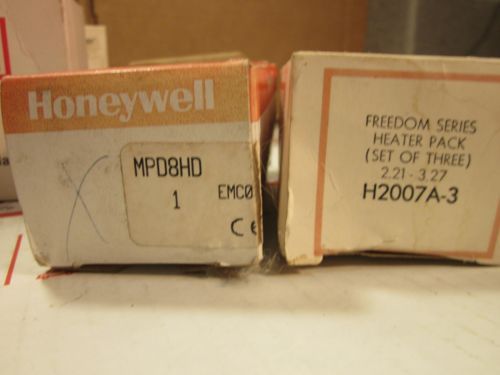 Honeywell
MPD8HD
1
EMC0
CE
FREEDOM SERIES
HEATER PACK
(SET OF THREE)
2.21 - 3.27
H2007A-3